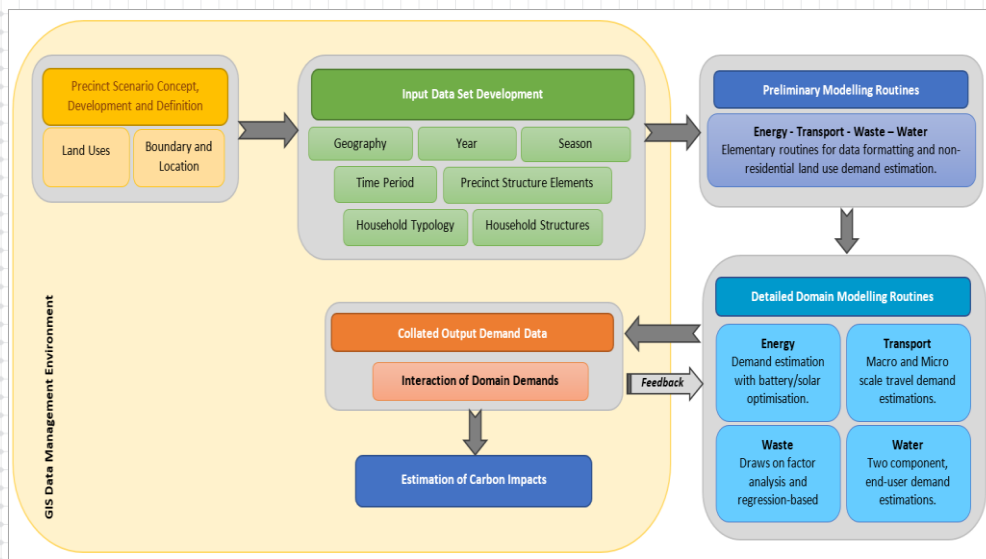 Precinct Scenario Concept,
Development and Definition
Land Uses
Boundary and
Location
Input Data Set Development
Geography
Year
Season
Time Period
Precinct Structure Elements
Household Typology
Household Structures
Preliminary Modelling Routines
Energy - Transport - Waste – Water
Elementary routines for data formatting and non-
residential land use demand estimation.
Detailed Domain Modelling Routines
Energy
Demand estimation
with battery/solar
optimisation.
Transport
Macro and Micro
scale travel demand
estimations.
Waste
Draws on factor
analysis and
regression-based
Water
Two component,
end-user demand
estimations.
Collated Output Demand Data
Interaction of Domain Demands
Feedback
Estimation of Carbon Impacts
GIS Data Management Environment